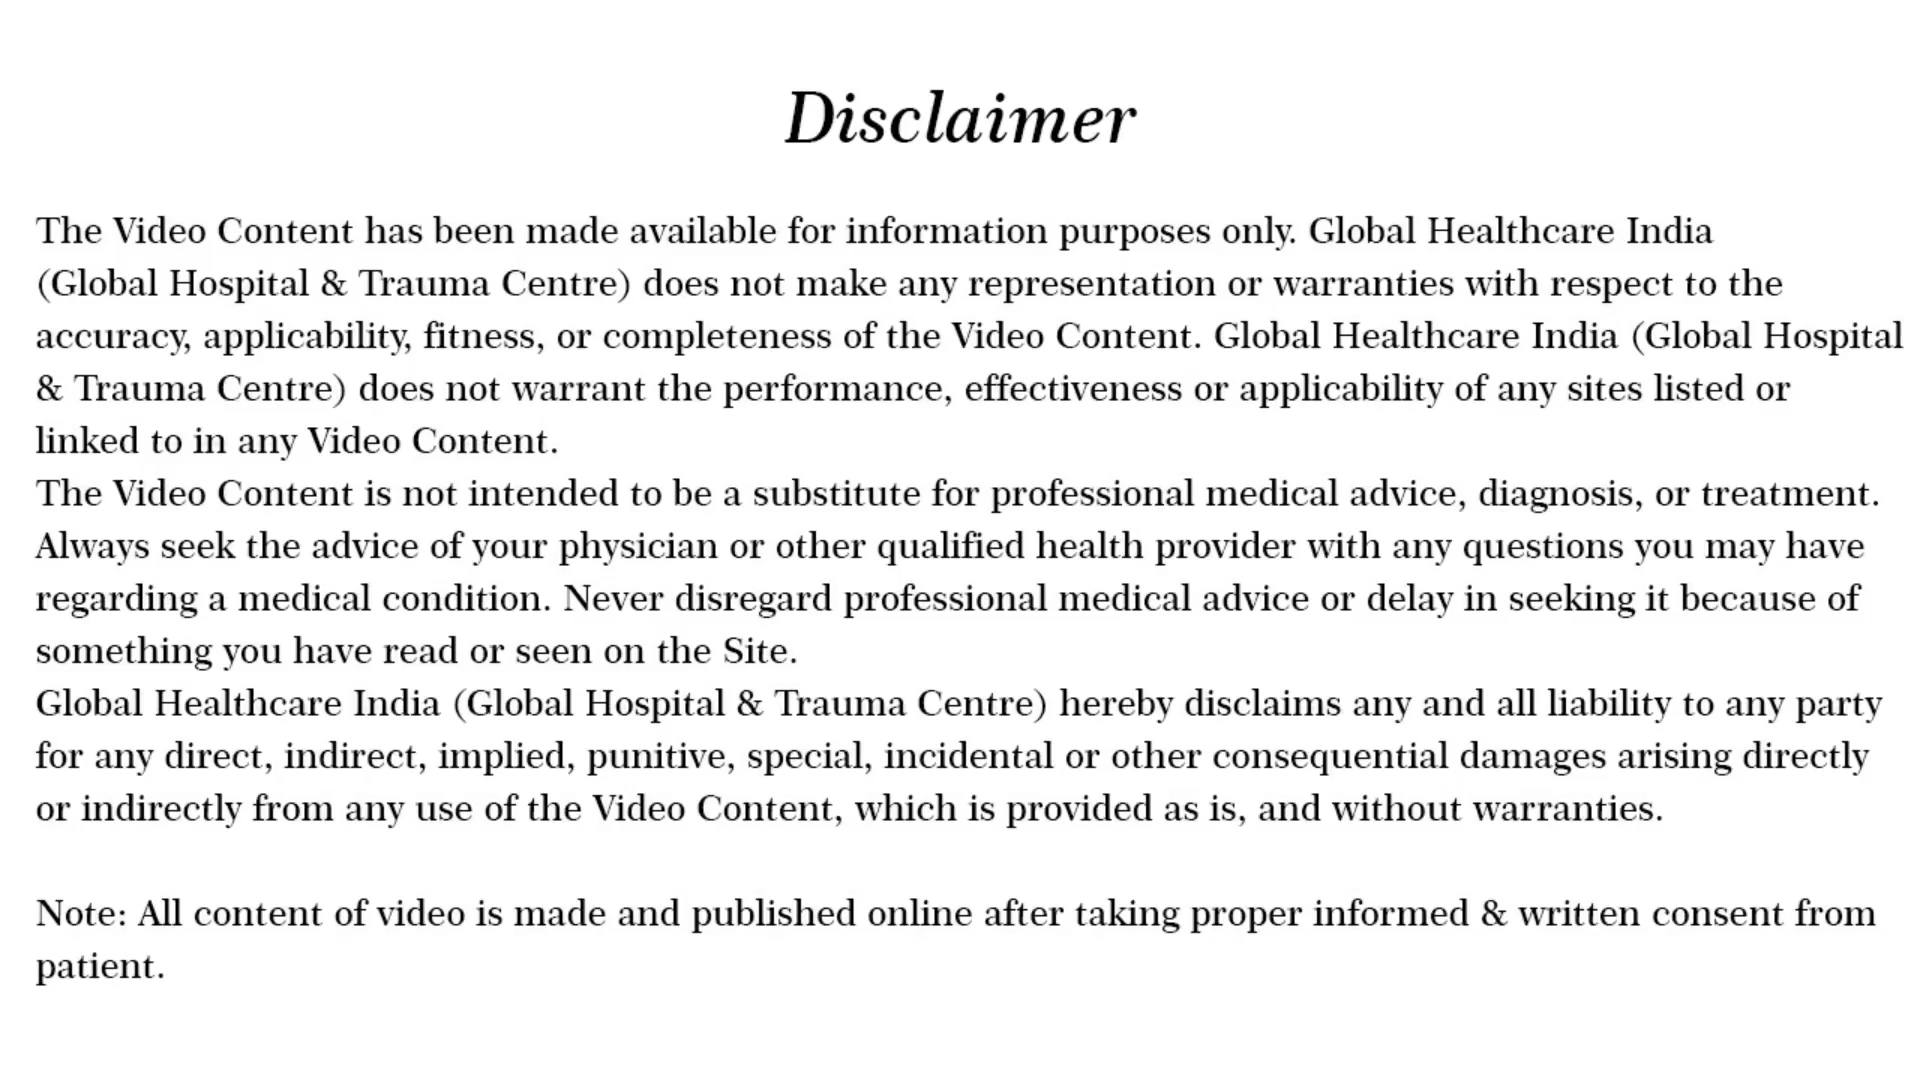 Disclaimer
The Video Content has been made available for information purposes only. Global Healthcare India
(Global Hospital & Trauma Centre) does not make any representation or warranties with respect to the
accuracy, applicability, fitness, or completeness of the Video Content. Global Healthcare India (Global Hospital
& Trauma Centre) does not warrant the performance, effectiveness or applicability of any sites listed or
linked to in any Video Content.
The Video Content is not intended to be a substitute for professional medical advice, diagnosis, or treatment.
Always seek the advice of your physician or other qualified health provider with any questions you may have
regarding a medical condition. Never disregard professional medical advice or delay in seeking it because of
something you have read or seen on the Site.
Global Healthcare India (Global Hospital & Trauma Centre) hereby disclaims any and all liability to any party
for any direct, indirect, implied, punitive, special, incidental or other consequential damages arising directly
or indirectly from any use of the Video Content, which is provided as is, and without warranties.
Note: All content of video is made and published online after taking proper informed & written consent from
patient.